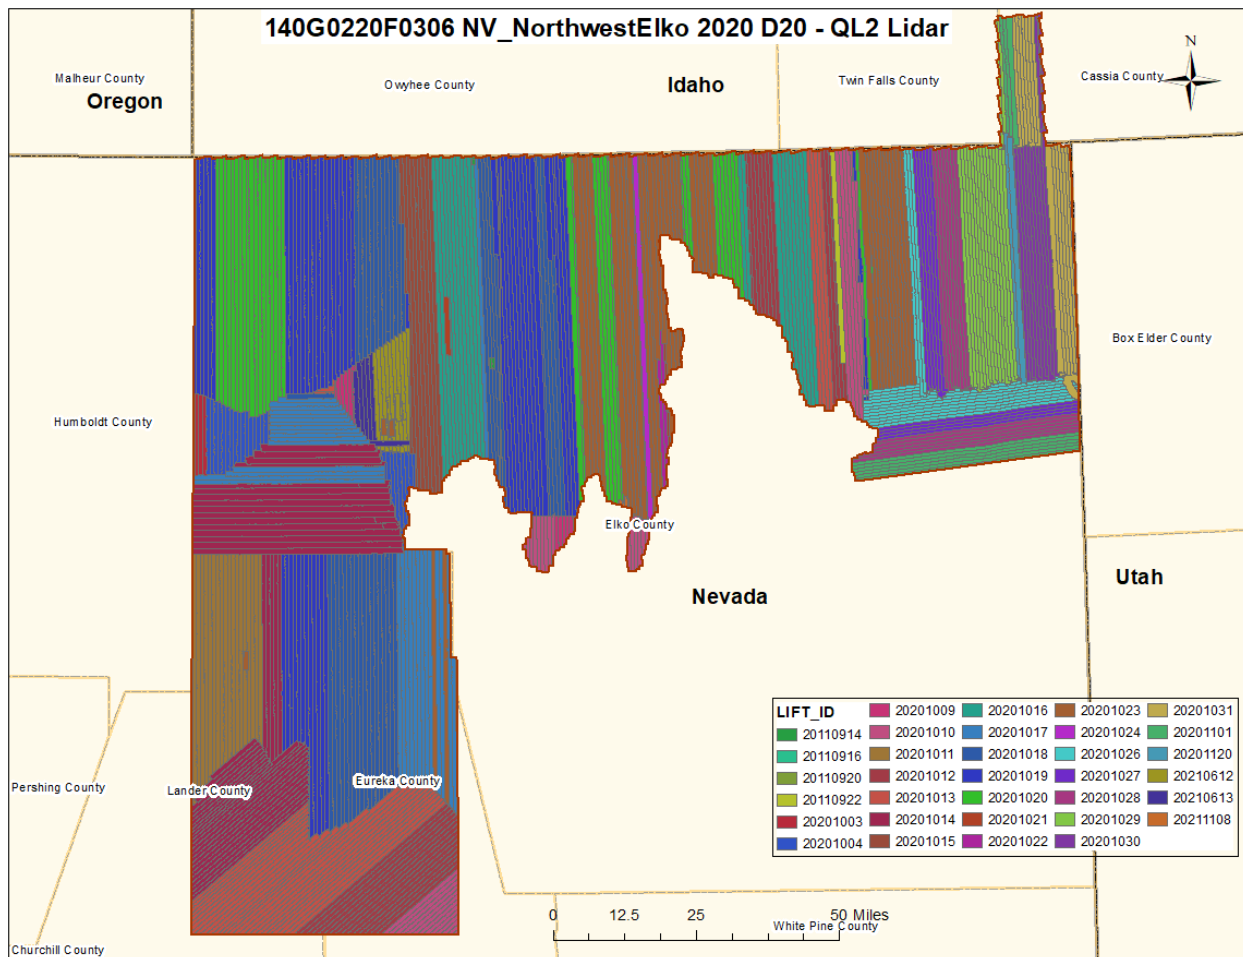 140G0220F0306 NV_NorthwestElko 2020 D20 - QL2 Lidar
N
Malheur County
Owyhee County
Idaho
Twin Falls County
Cassia County
Oregon
Box Elder County
Humboldt County
Elko County
Nevada
Utah
Pershing County
Lander County
Eureka County
White Pine County
Churchill County
LIFT_ID
20110914
20110916
20110920
20110922
20201003
20201004
20201009
20201010
20201011
20201012
20201013
20201014
20201015
20201016
20201017
20201018
20201019
20201020
20201021
20201022
20201023
20201024
20201026
20201027
20201028
20201029
20201030
20201031
20201101
20201120
20210612
20210613
20211108
0 12.5 25 50 Miles